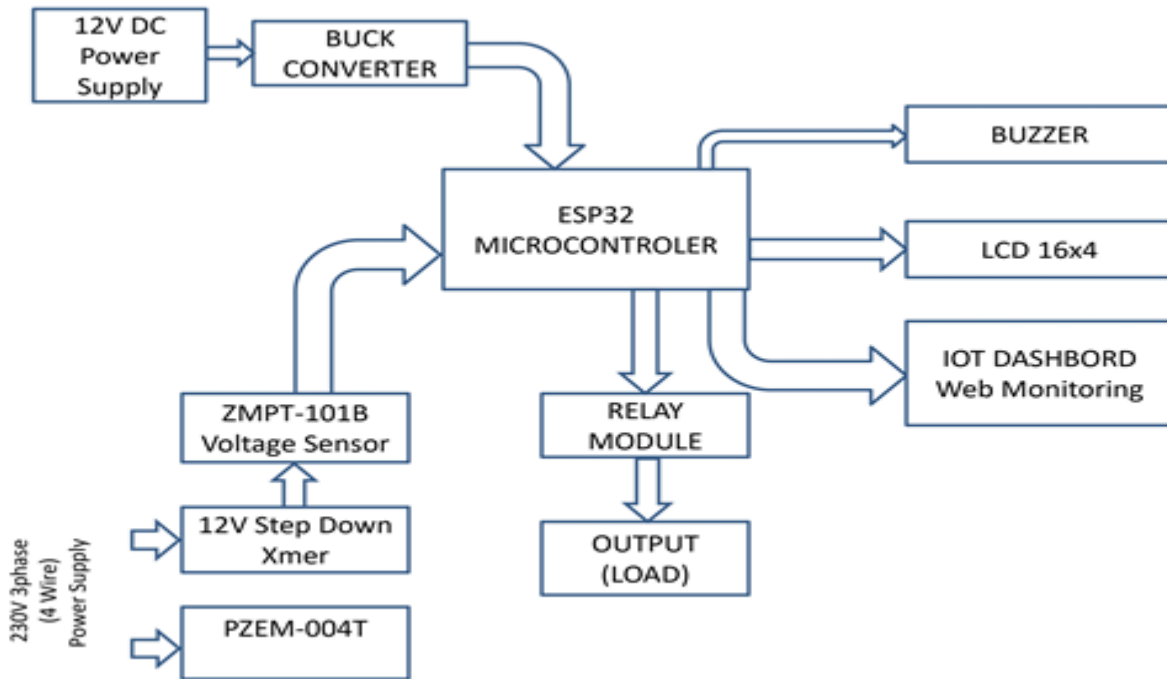 12V DC
Power
Supply
BUCK
CONVERTER
BUZZER
ESP32
MICROCONTROLER
LCD 16x4
IOT DASHBORD
Web Monitoring
ZMPT-101B
Voltage Sensor
RELAY
MODULE
12V Step Down
Xmer
OUTPUT
(LOAD)
230V 3phase
(4 Wire)
Power Supply
PZEM-004T